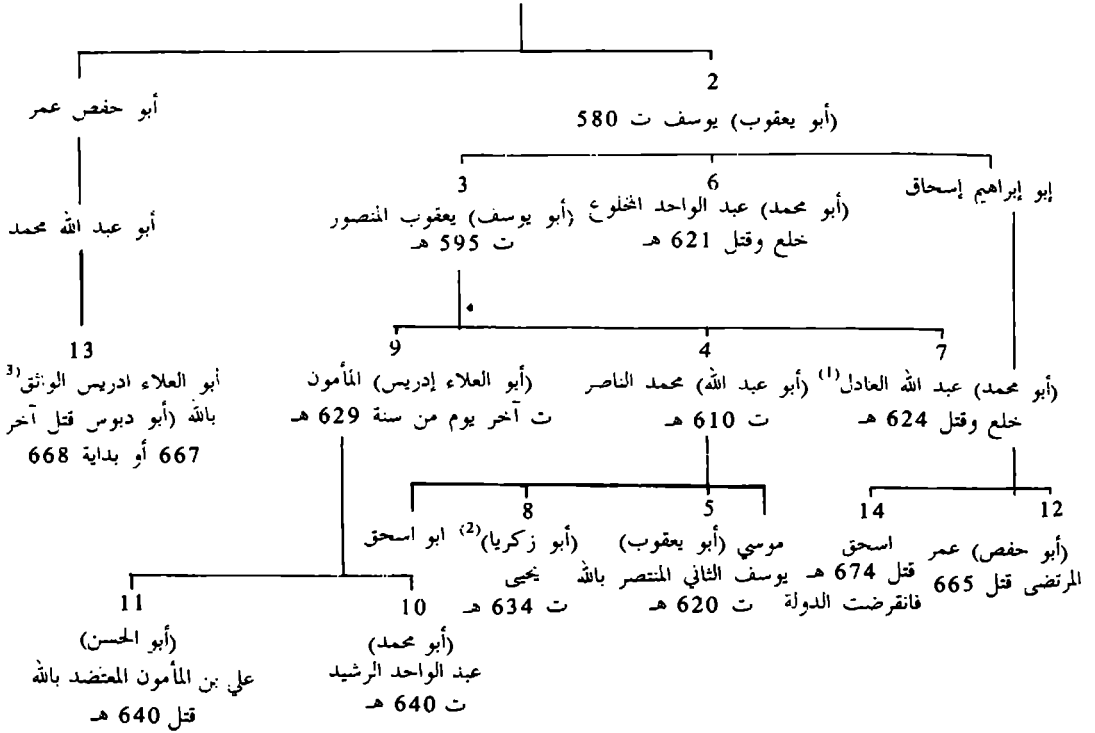 2
أبو حفص عمر
(أبو يعقوب) يوسف ت 580
6
3
إبو إبراهيم إسحاق
(أبو محمد) عبد الواحد المخلوع
(أبو يوسف) يعقوب المنصور
أبو عبد الله محمد
خلع وقتل 621 هـ
ت 595 هـ
7
4
9
13
(أبو محمد) عبد الله العادل(1)
(أبو عبد الله) محمد الناصر
(أبو العلاء إدريس) المأمون
أبو العلاء ادريس الواثق(3
خلع وقتل 624 هـ
ت 610 هـ
ت آخر يوم من سنة 629 هـ
بالله (أبو دبوس قتل آخر
667 أو بداية 668
12
14
5
8
(أبو حفص) عمر
اسحق
موسي (أبو يعقوب)
(أبو زكريا)(2)
ابو اسحق
المرتضى قتل 665
قتل 674 هـ
يوسف الثاني المنتصر بالله
يحيى
فانقرضت الدولة
ت 620 هـ
ت 634 هـ
10
11
(أبو محمد)
(أبو الحسن)
عبد الواحد الرشيد
علي بن المأمون المعتضد بالله
ت 640 هـ
قتل 640 هـ